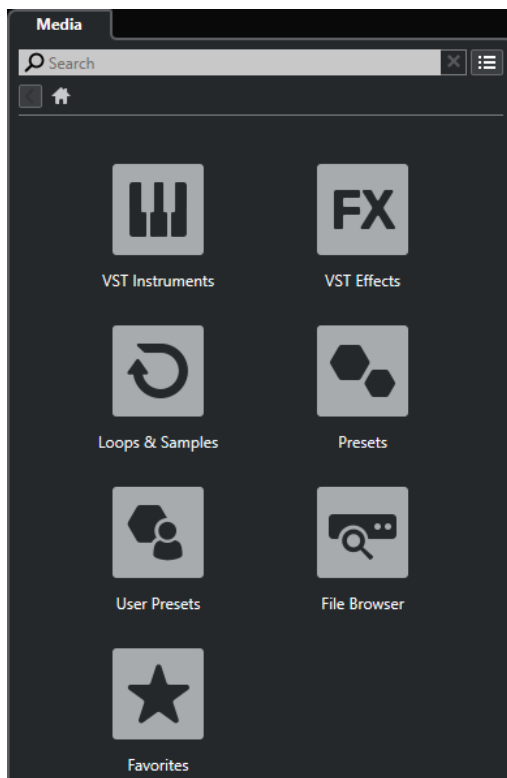 Media
Search
FX
VST Instruments
VST Effects
Loops & Samples
Presets
User Presets
File Browser
Favorites